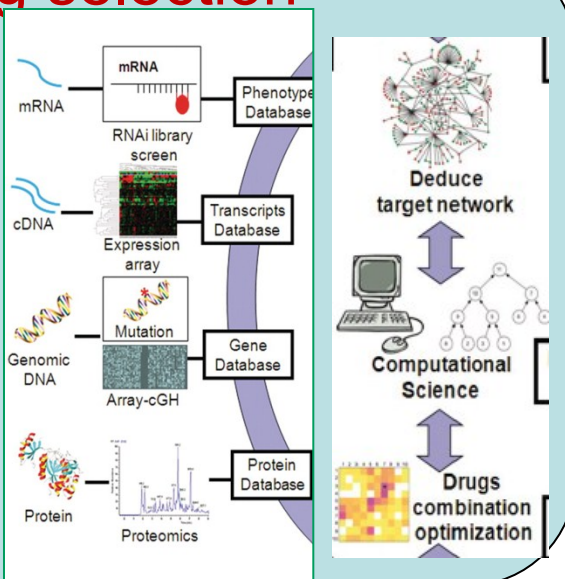 selection
mRNA
mRNA
RNAi library
screen
Phenotype
Database
cDNA
Expression
array
Transcripts
Database
Genomic
DNA
Mutation
Array-cGH
Gene
Database
Protein
Proteomics
Protein
Database
Deduce
target network
Computational
Science
Drugs
combination
optimization